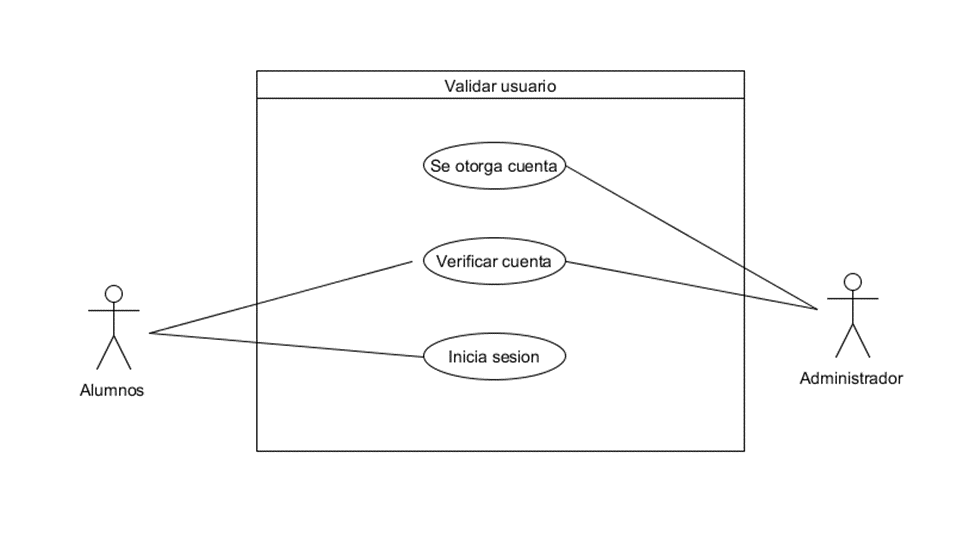 Validar usuario
Se otorga cuenta
Verificar cuenta
Inicia sesion
Alumnos
Administrador